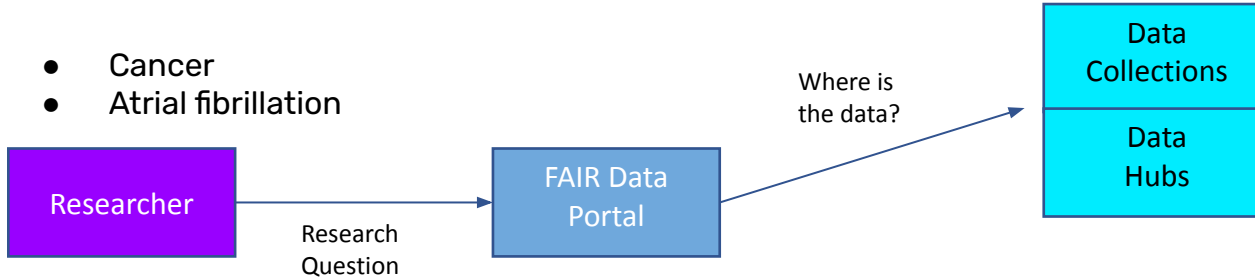 ● Cancer
● Atrial fibrillation
Researcher
Research
Question
FAIR Data
Portal
Where is
the data?
Data
Collections
Data
Hubs